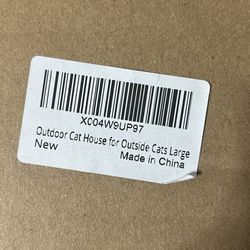 X004W9UP97
Outdoor Cat House for Outside Cats Large
New
Made in China